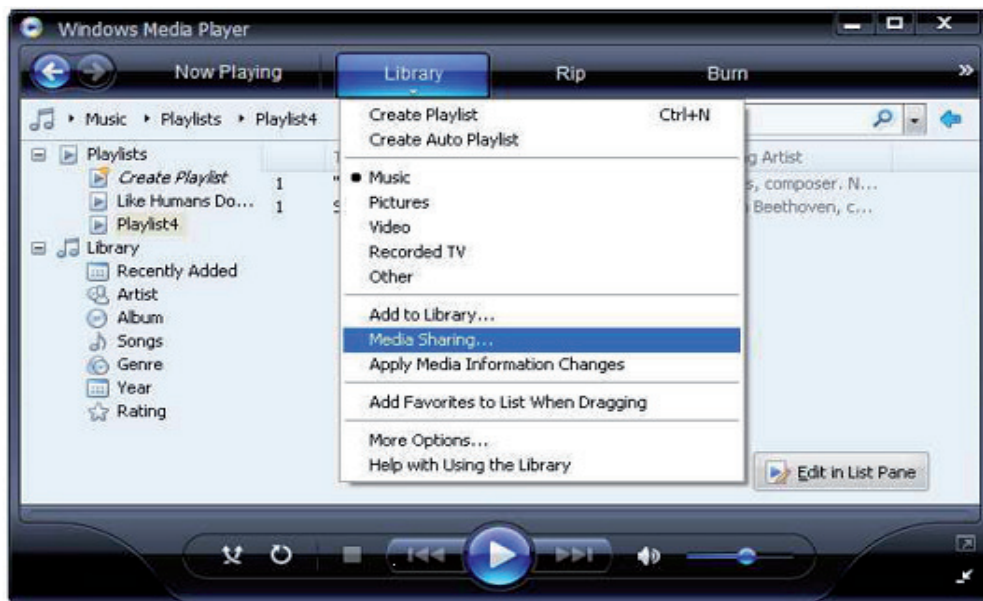 Windows Media Player
Now Playing Library Rip Burn »
Music Playlists Playlist4
Create Playlist Ctrl+N
Create Auto Playlist
Music
Pictures
Video
Recorded TV
Other
Add to Library...
Media Sharing...
Apply Media Information Changes
Add Favorites to List When Dragging
More Options...
Help with Using the Library
Playlists
Create Playlist
Like Humans Do...
Playlist4
Library
Recently Added
Artist
Album
Songs
Genre
Year
Rating
1
1
Artist
s, composer. N...
Beethoven, c...
Edit in List Pane